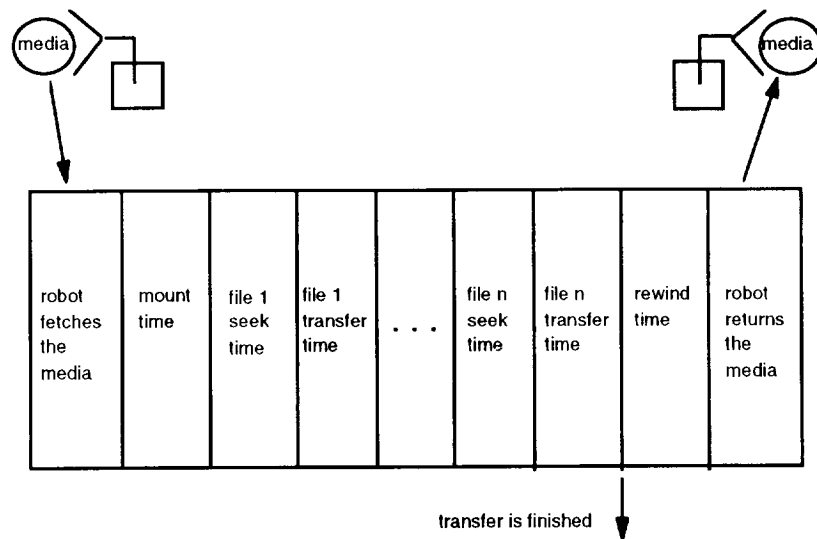 media
media
robot
fetches
the
media
mount
time
file 1
seek
time
file 1
transfer
time
. . . .
file n
seek
time
file n
transfer
time
rewind
time
robot
returns
the
media
transfer is finished